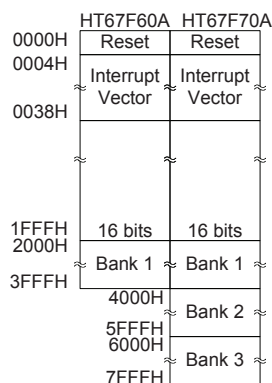 HT67F60A HT67F70A
0000H Reset Reset
0004H
Interrupt Interrupt
Vector Vector
0038H
1FFFH 16 bits 16 bits
2000H
Bank 1 Bank 1
3FFFH
4000H
Bank 2
5FFFH
6000H
Bank 3
7FFFH